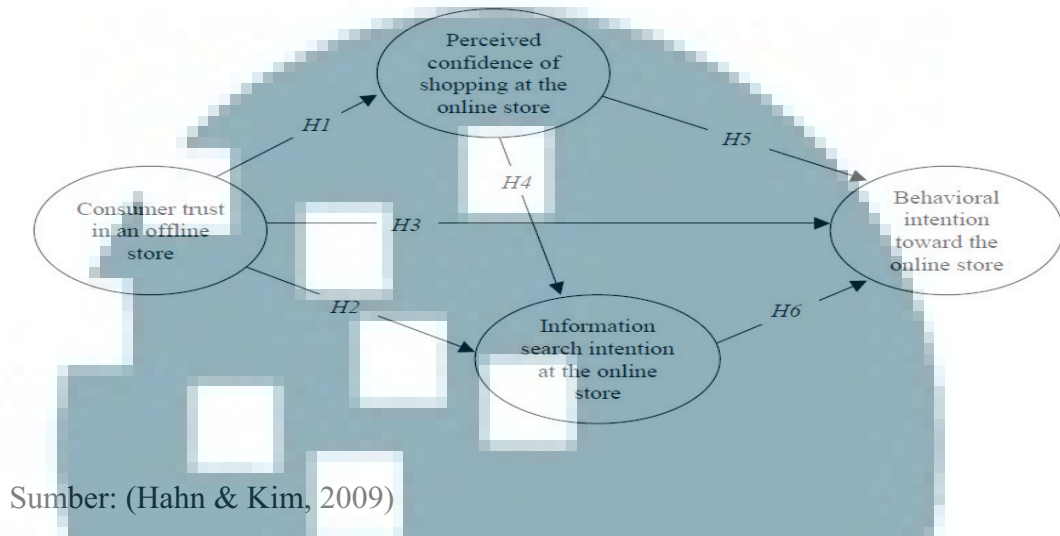 Perceived
confidence of
shopping at the
online store
H1
H5
H4
Consumer trust
in an offline
store
H3
Behavioral
intention
toward the
online store
H2
H6
Information
search intention
at the online
store
Sumber: (Hahn & Kim, 2009)